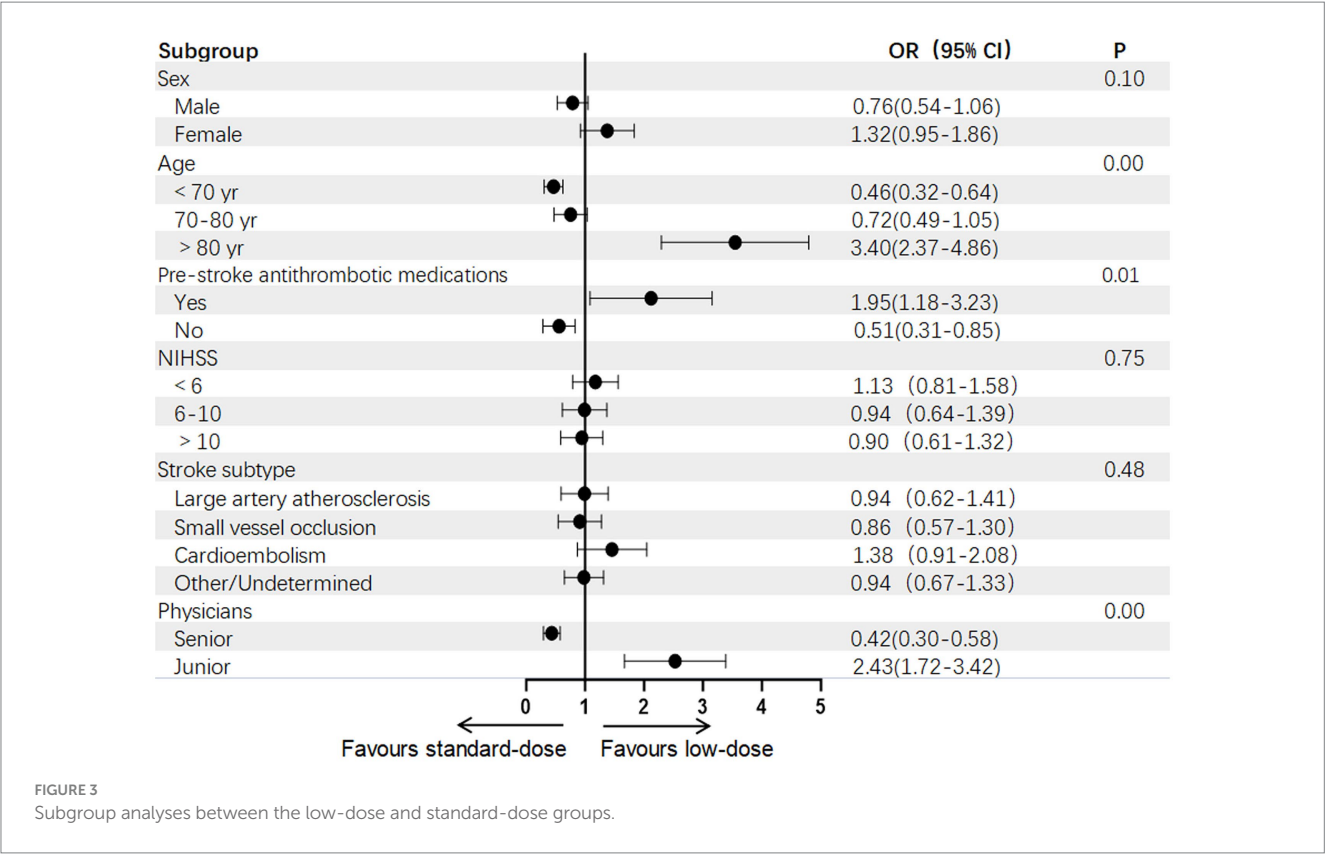 Subgroup OR (95% CI) P
Sex 0.10
Male 0.76(0.54-1.06)
Female 1.32(0.95-1.86)
Age 0.00
< 70 yr 0.46(0.32-0.64)
70-80 yr 0.72(0.49-1.05)
> 80 yr 3.40(2.37-4.86)
Pre-stroke antithrombotic medications 0.01
Yes 1.95(1.18-3.23)
No 0.51(0.31-0.85)
NIHSS 0.75
< 6 1.13 (0.81-1.58)
6-10 0.94 (0.64-1.39)
> 10 0.90 (0.61-1.32)
Stroke subtype 0.48
Large artery atherosclerosis 0.94 (0.62-1.41)
Small vessel occlusion 0.86 (0.57-1.30)
Cardioembolism 1.38 (0.91-2.08)
Other/Undetermined 0.94 (0.67-1.33)
Physicians 0.00
Senior 0.42(0.30-0.58)
Junior 2.43(1.72-3.42)
0 1 2 3 4 5
Favours standard-dose Favours low-dose
FIGURE 3
Subgroup analyses between the low-dose and standard-dose groups.